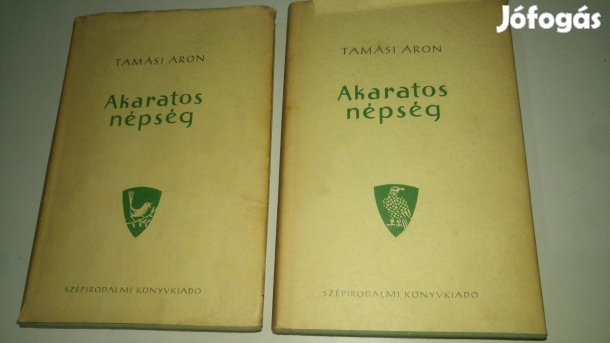 Jófogás
TAMÁSI ÁRON
Akaratos
népség
SZÉPIRODALMI KÖNYVKIADÓ
TAMÁSI ÁRON
Akaratos
népség
SZÉPIRODALMI KÖNYVKIADÓ